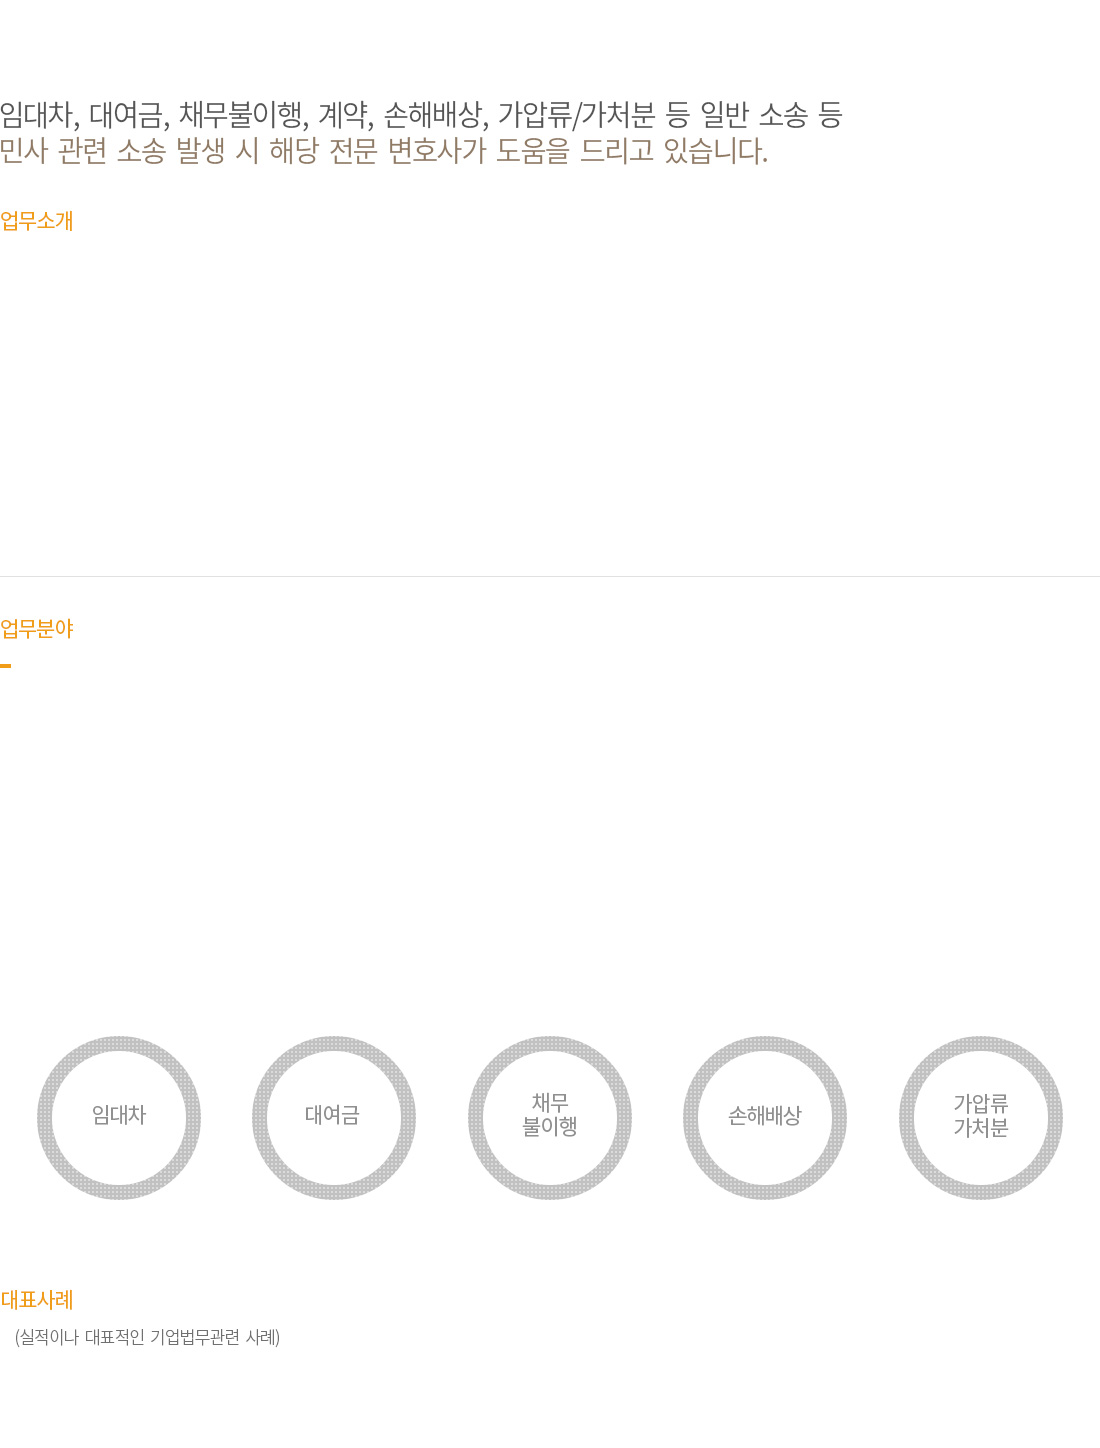 임대차, 대여금, 채무불이행, 계약, 손해배상, 가압류/가처분 등 일반 소송 등
민사 관련 소송 발생 시 해당 전문 변호사가 도움을 드리고 있습니다.
업무소개
업무분야
임대차
대여금
채무
불이행
손해배상
가압류
가처분
대표사례
(실적이나 대표적인 기업법무관련 사례)